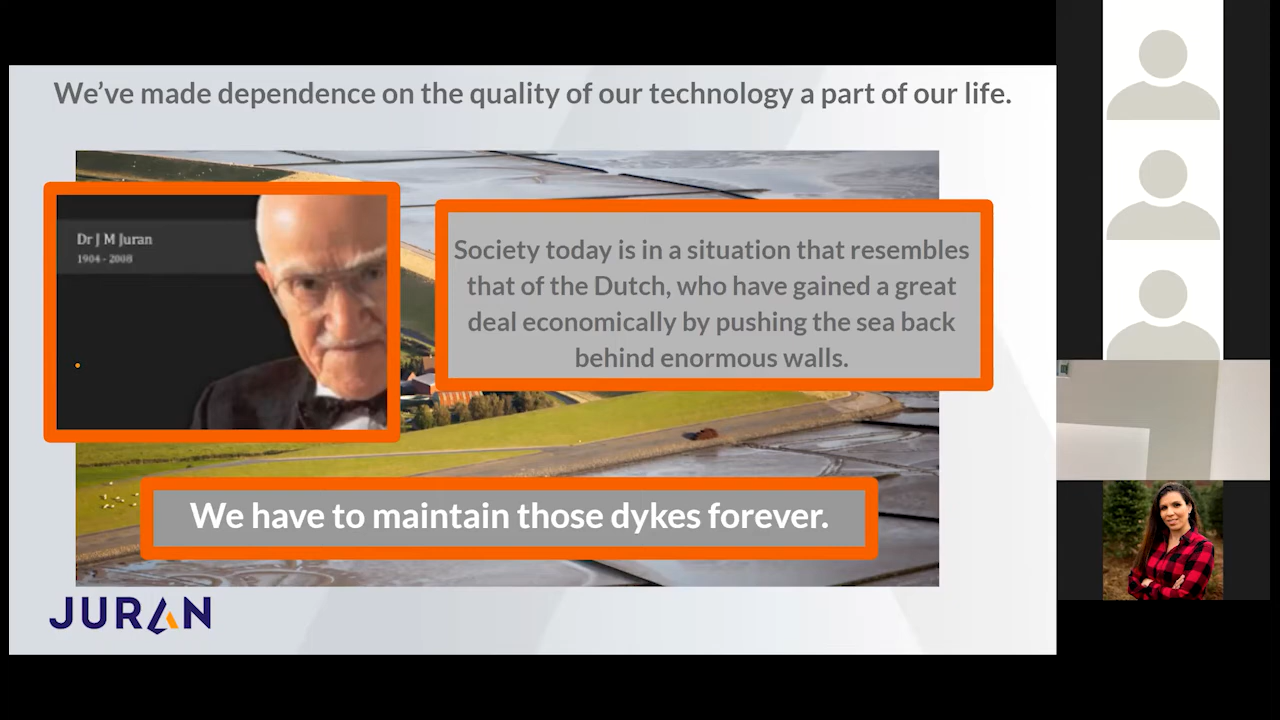 We’ve made dependence on the quality of our technology a part of our life.
Dr J M Juran
1904 - 2008
Society today is in a situation that resembles
that of the Dutch, who have gained a great
deal economically by pushing the sea back
behind enormous walls.
We have to maintain those dykes forever.
JURAN